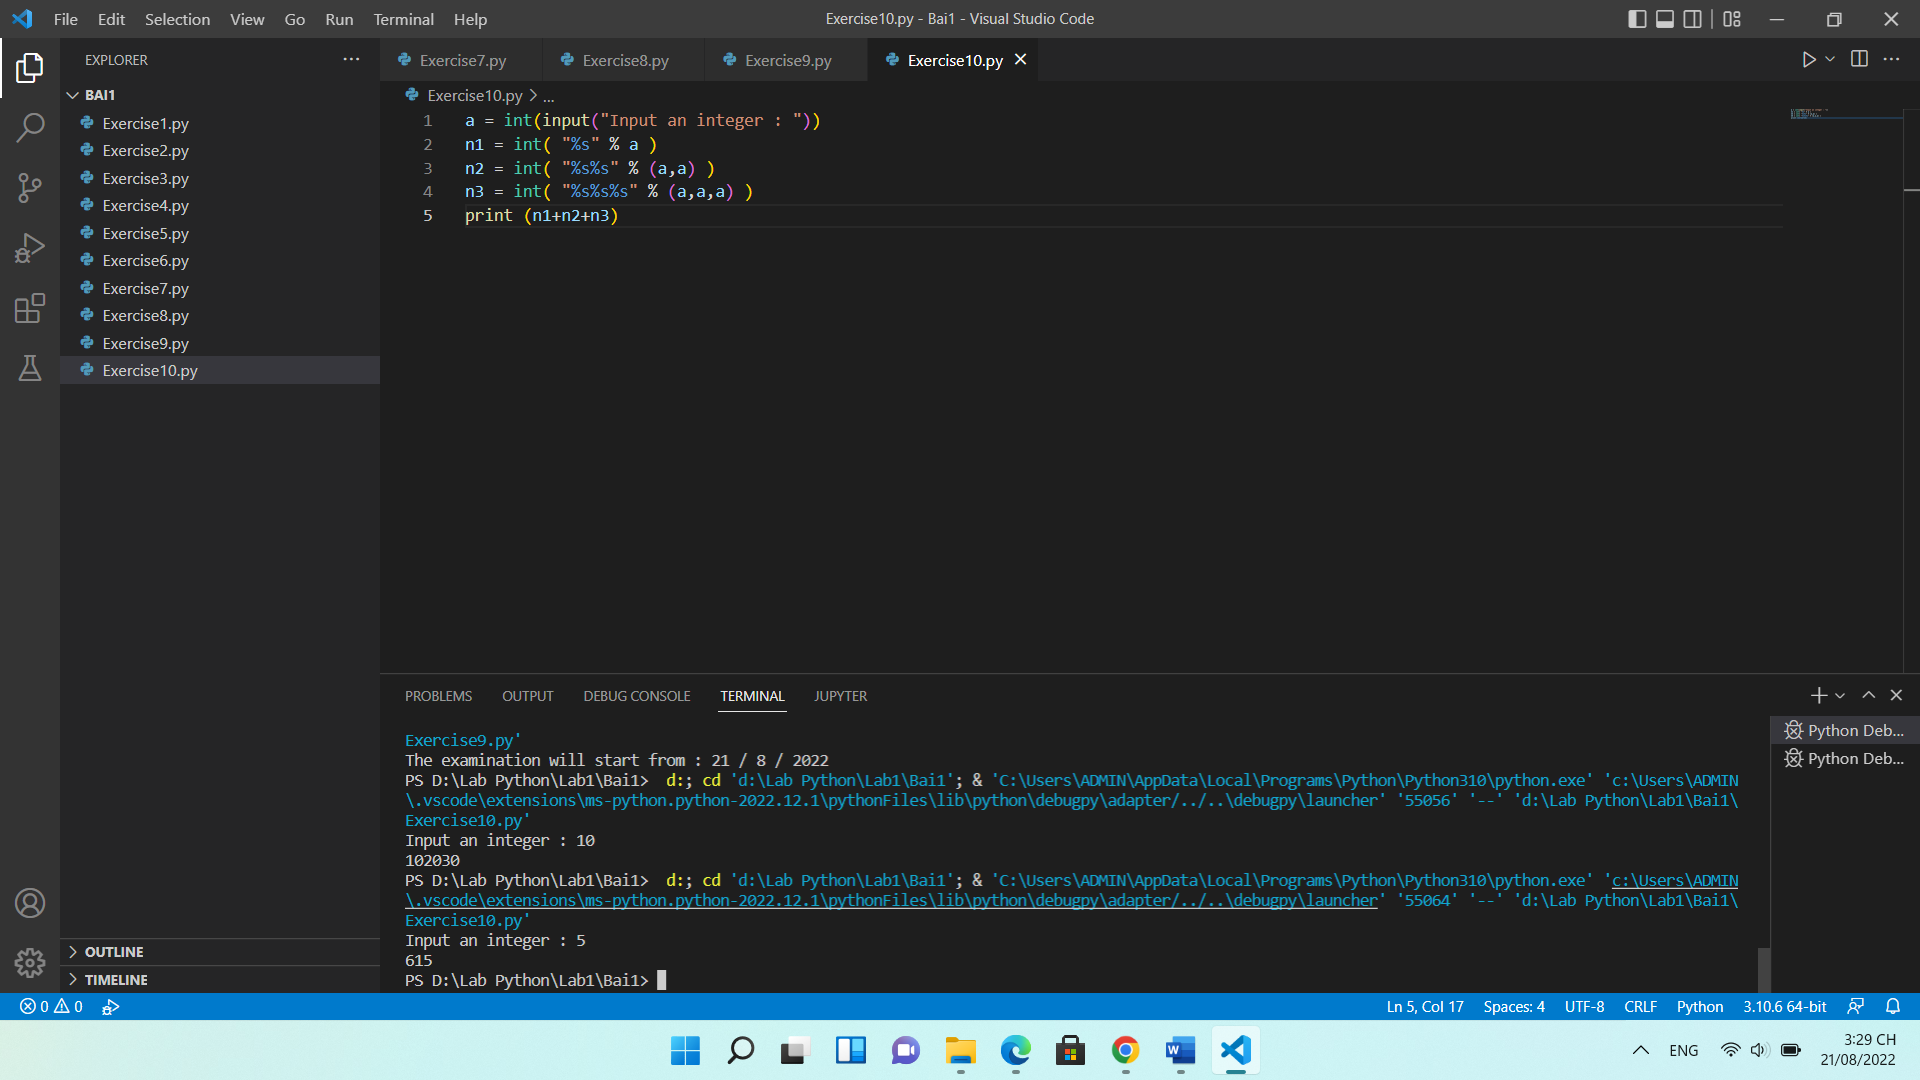 File Edit Selection View Go Run Terminal Help
Exercise10.py - Bai1 - Visual Studio Code
EXPLORER
BAI1
Exercise1.py
Exercise2.py
Exercise3.py
Exercise4.py
Exercise5.py
Exercise6.py
Exercise7.py
Exercise8.py
Exercise9.py
Exercise10.py
OUTLINE
TIMELINE
Exercise7.py Exercise8.py Exercise9.py Exercise10.py
Exercise10.py > ...
1 a = int(input("Input an integer : "))
2 n1 = int( "%s" % a )
3 n2 = int( "%s%s" % (a,a) )
4 n3 = int( "%s%s%s" % (a,a,a) )
5 print (n1+n2+n3)
PROBLEMS OUTPUT DEBUG CONSOLE TERMINAL JUPYTER
Exercise9.py'
The examination will start from : 21 / 8 / 2022
PS D:\Lab Python\Lab1\Bai1>  d:; cd 'd:\Lab Python\Lab1\Bai1'; & 'C:\Users\ADMIN\AppData\Local\Programs\Python\Python310\python.exe' 'c:\Users\ADMIN
\.vscode\extensions\ms-python.python-2022.12.1\pythonFiles\lib\python\debugpy\adapter/../..\debugpy\launcher' '55056' '--' 'd:\Lab Python\Lab1\Bai1\
Exercise10.py'
Input an integer : 10
102030
PS D:\Lab Python\Lab1\Bai1>  d:; cd 'd:\Lab Python\Lab1\Bai1'; & 'C:\Users\ADMIN\AppData\Local\Programs\Python\Python310\python.exe' 'c:\Users\ADMIN
\.vscode\extensions\ms-python.python-2022.12.1\pythonFiles\lib\python\debugpy\adapter/../..\debugpy\launcher' '55064' '--' 'd:\Lab Python\Lab1\Bai1\
Exercise10.py'
Input an integer : 5
615
PS D:\Lab Python\Lab1\Bai1>
Python Deb...
Python Deb...
0 0
Ln 5, Col 17 Spaces: 4 UTF-8 CRLF Python 3.10.6 64-bit
ENG
3:29 CH
21/08/2022